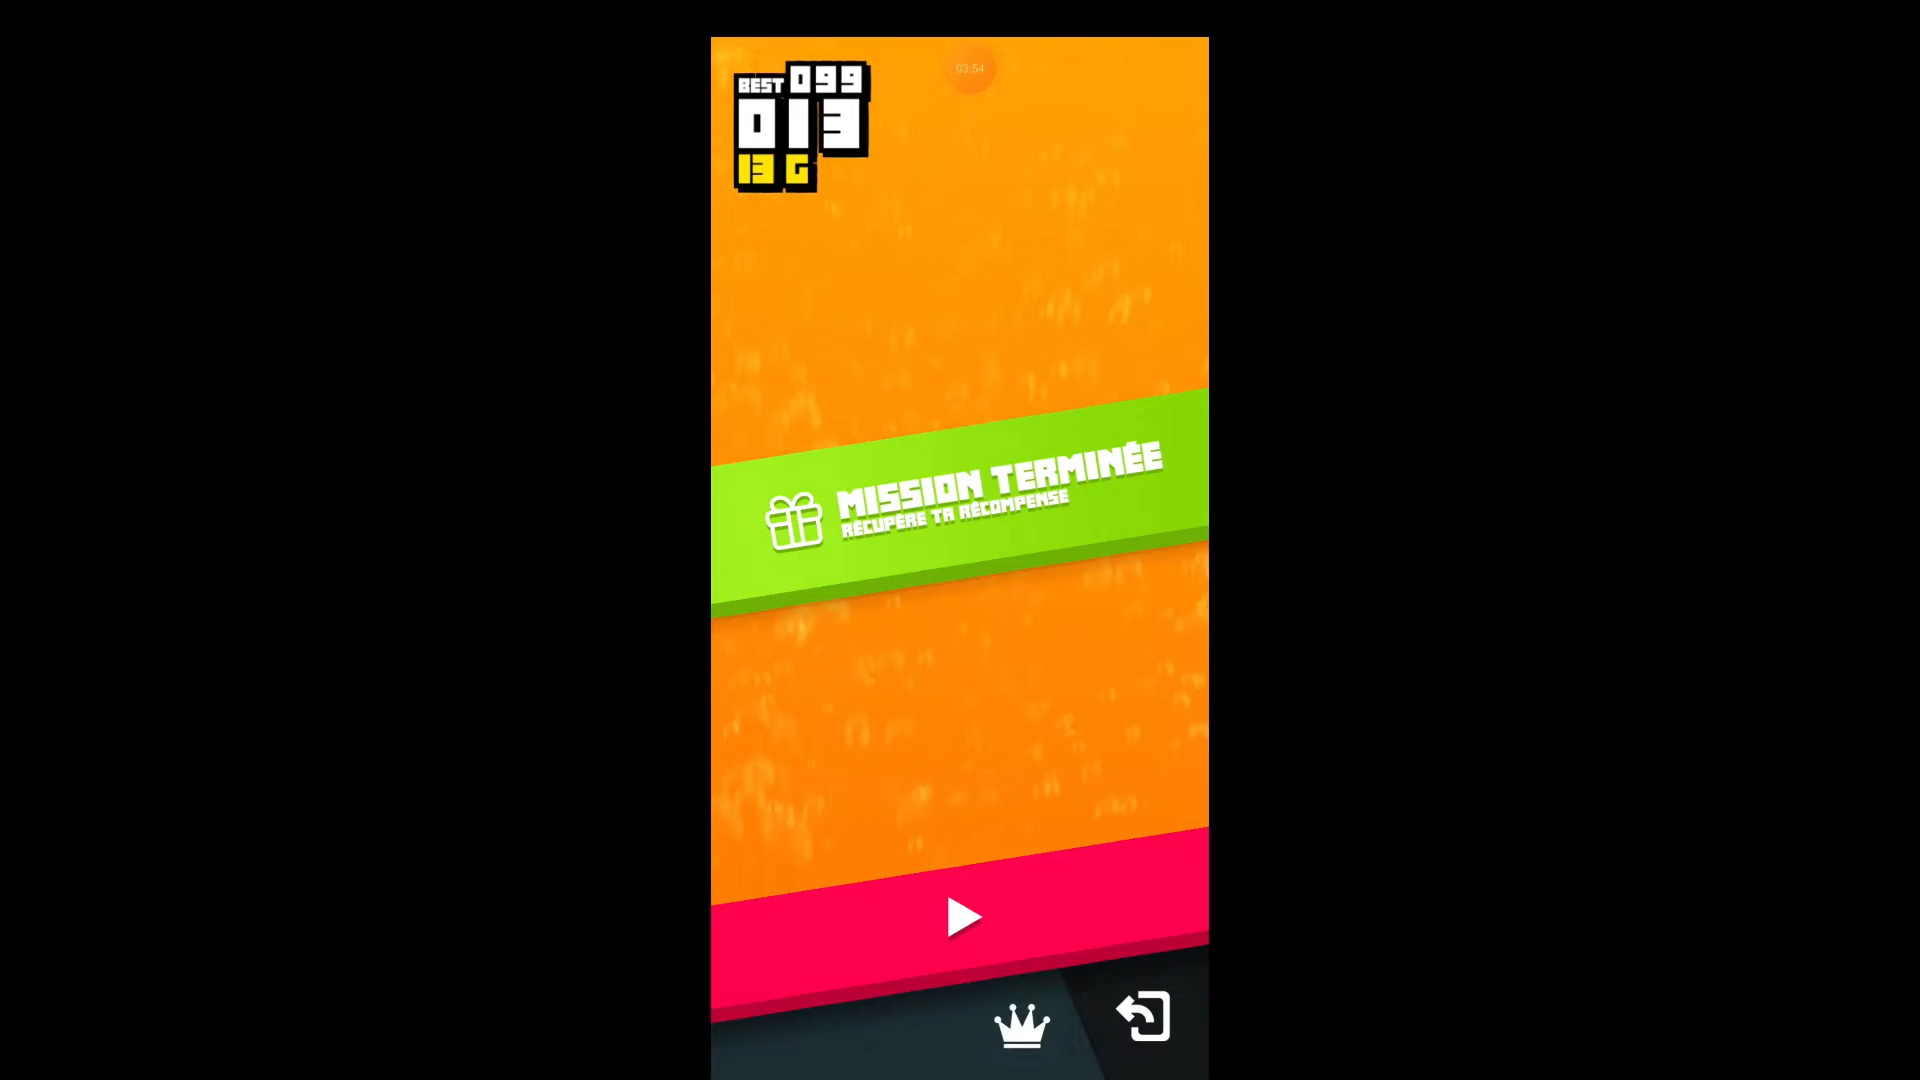 BEST 099
013
13 G
03:54
MISSION TERMINÉE
RÉCUPÈRE TA RÉCOMPENSE